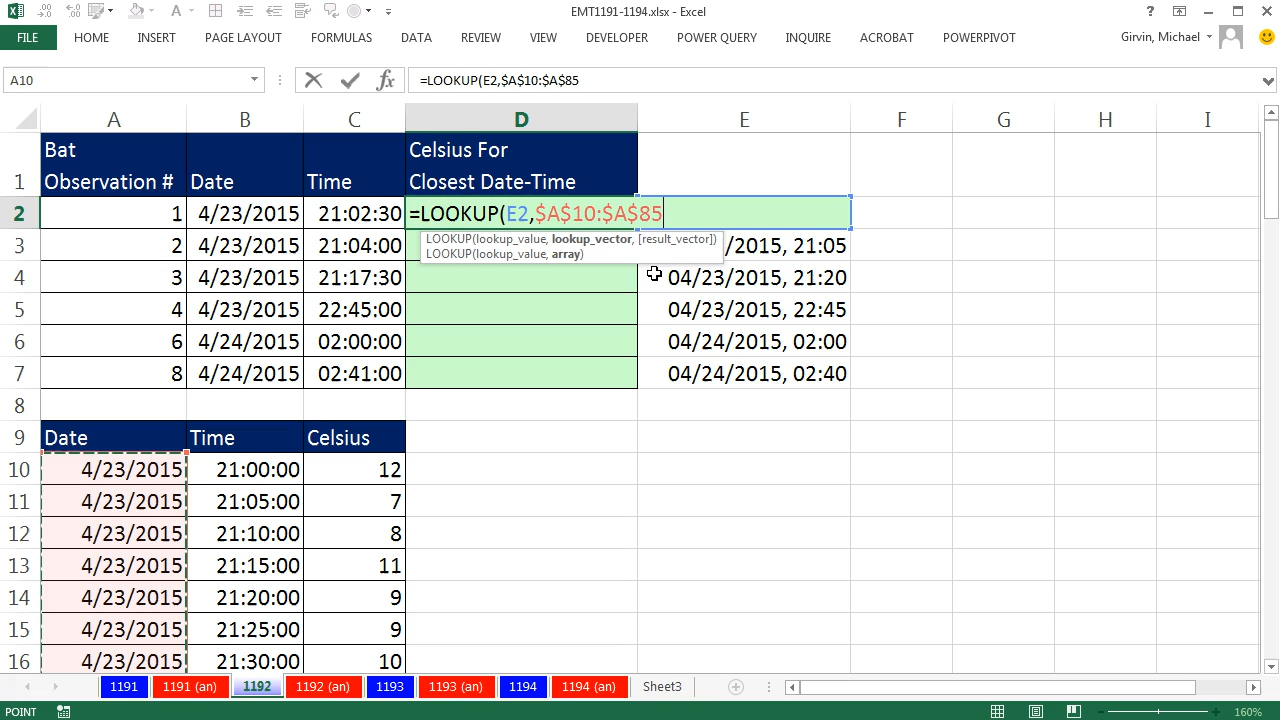 EMT1191-1194.xlsx - Excel
FILE HOME INSERT PAGE LAYOUT FORMULAS DATA REVIEW VIEW DEVELOPER POWER QUERY INQUIRE ACROBAT POWERPIVOT Girvin, Michael
A10 fx =LOOKUP(E2,$A$10:$A$85
A B C D E F G H I
Bat Celsius For
1 Observation # Date Time Closest Date-Time
2 1 4/23/2015 21:02:30 =LOOKUP(E2,$A$10:$A$85
LOOKUP(lookup_value, lookup_vector, [result_vector])
3 2 4/23/2015 21:04:00 /2015, 21:05
LOOKUP(lookup_value, array)
4 3 4/23/2015 21:17:30 04/23/2015, 21:20
5 4 4/23/2015 22:45:00 04/23/2015, 22:45
6 6 4/24/2015 02:00:00 04/24/2015, 02:00
7 8 4/24/2015 02:41:00 04/24/2015, 02:40
8
9 Date Time Celsius
10 4/23/2015 21:00:00 12
11 4/23/2015 21:05:00 7
12 4/23/2015 21:10:00 8
13 4/23/2015 21:15:00 11
14 4/23/2015 21:20:00 9
15 4/23/2015 21:25:00 9
16 4/23/2015 21:30:00 10
1191 1191 (an) 1192 1192 (an) 1193 1193 (an) 1194 1194 (an) Sheet3
POINT 160%